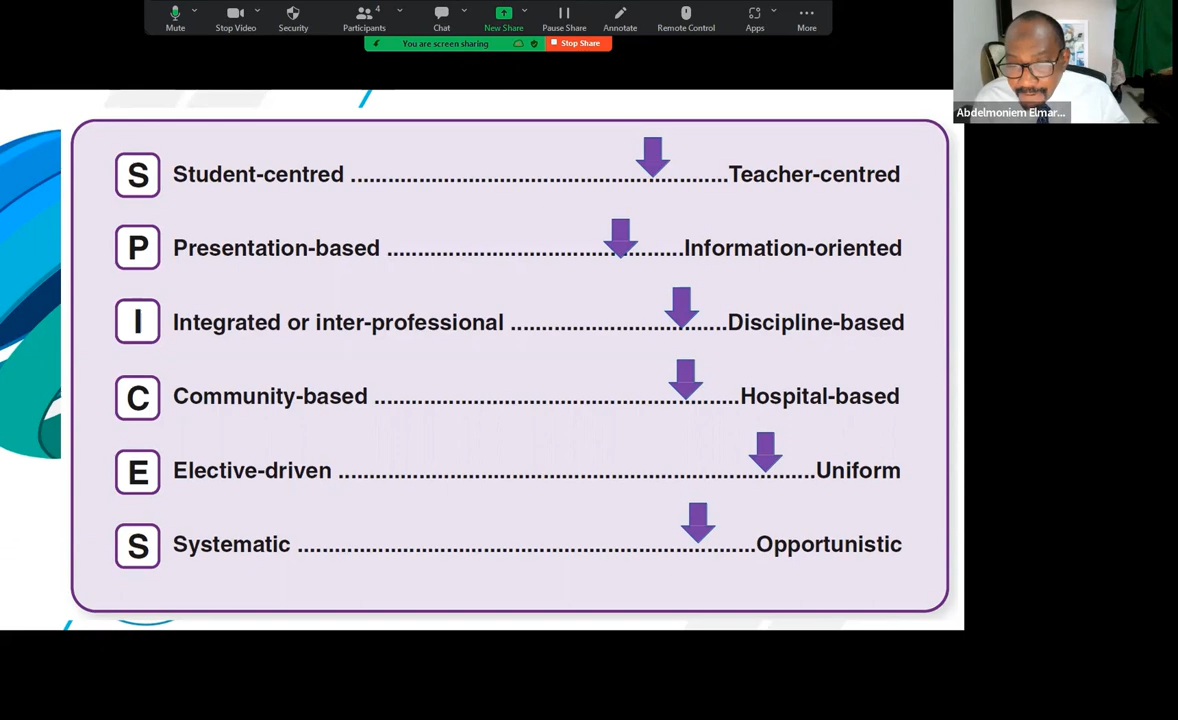 Mute
Stop Video
Security
Participants 4
Chat
New Share
Pause Share
Annotate
Remote Control
Apps
More
You are screen sharing
Stop Share
Abdelmoniem Elmar...
S Student-centred ............................................................Teacher-centred
P Presentation-based ................................................Information-oriented
I Integrated or inter-professional ...................................Discipline-based
C Community-based ...........................................................Hospital-based
E Elective-driven .............................................................................Uniform
S Systematic ..........................................................................Opportunistic